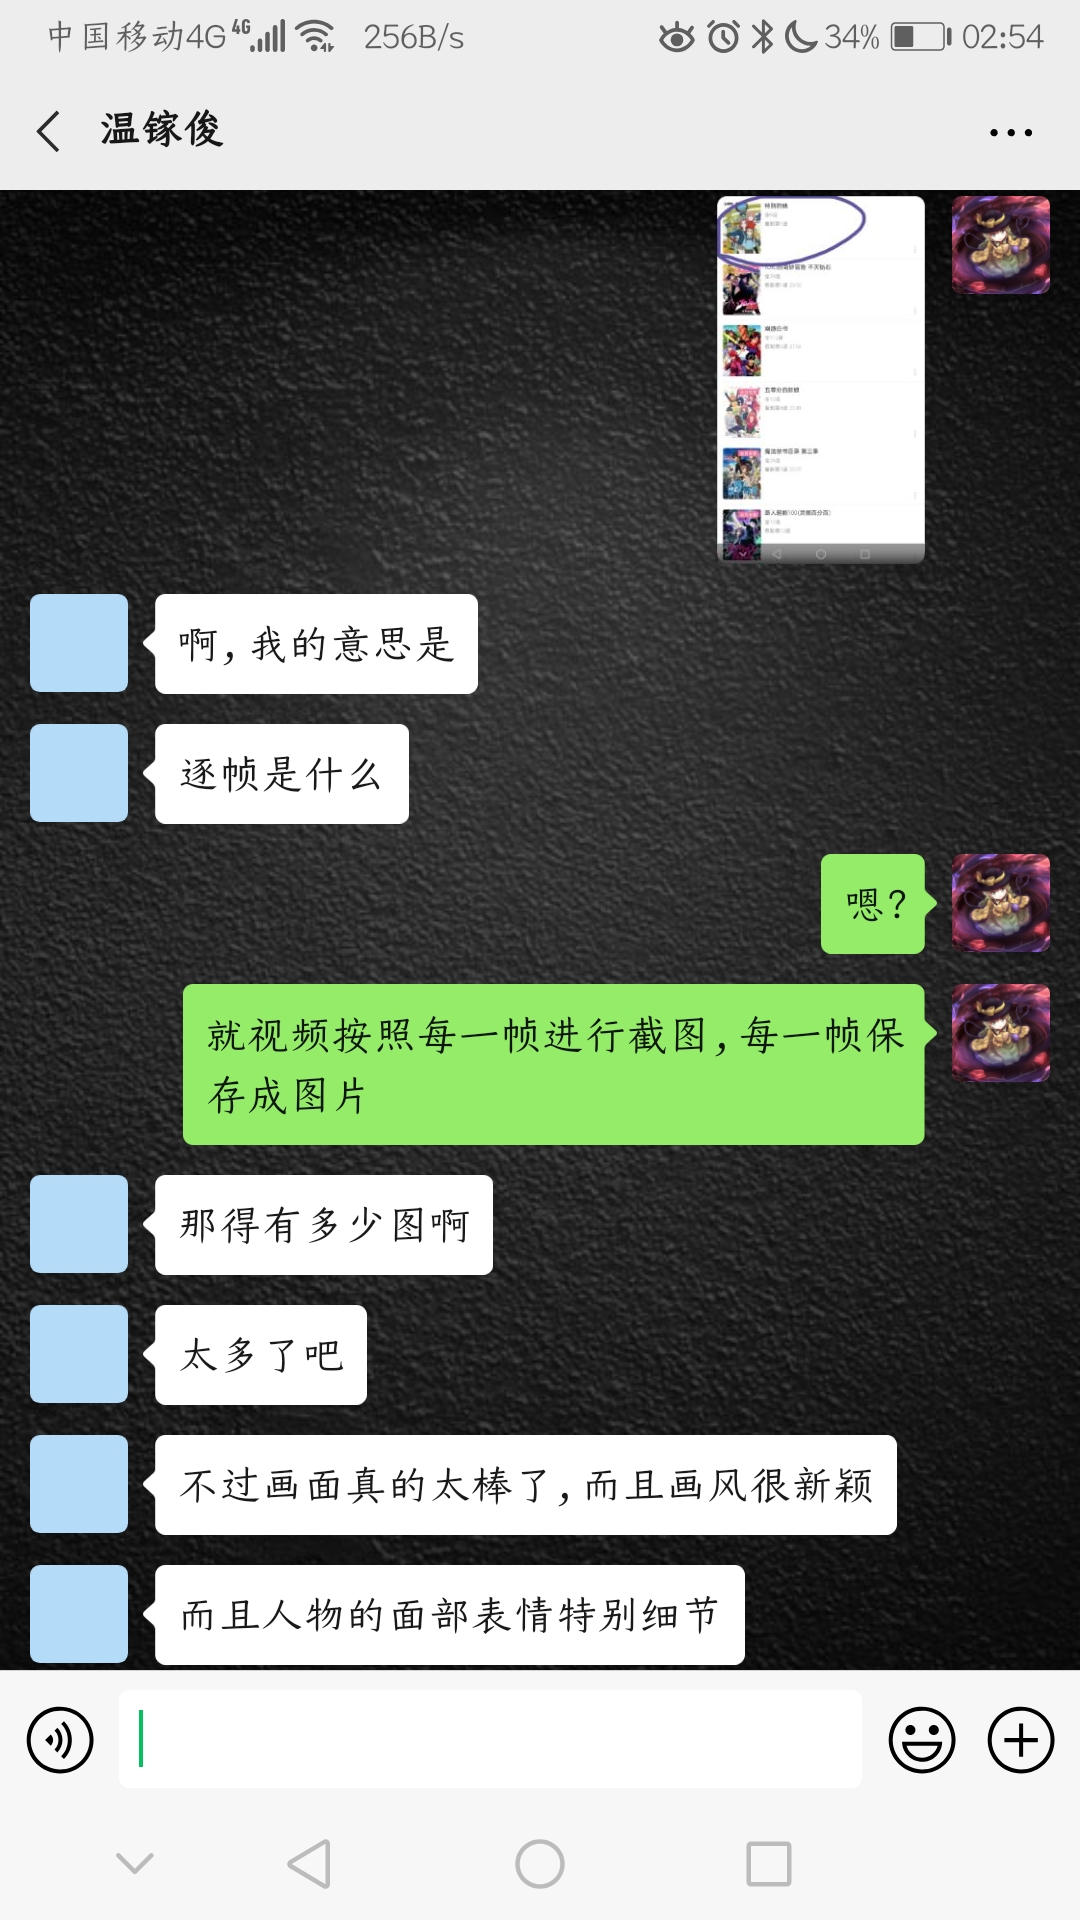 中国移动4G 4G 256B/s 34% 02:54
温镓俊
啊,我的意思是
逐帧是什么
嗯?
就视频按照每一帧进行截图,每一帧保
存成图片
那得有多少图啊
太多了吧
不过画面真的太棒了,而且画风很新颖
而且人物的面部表情特别细节